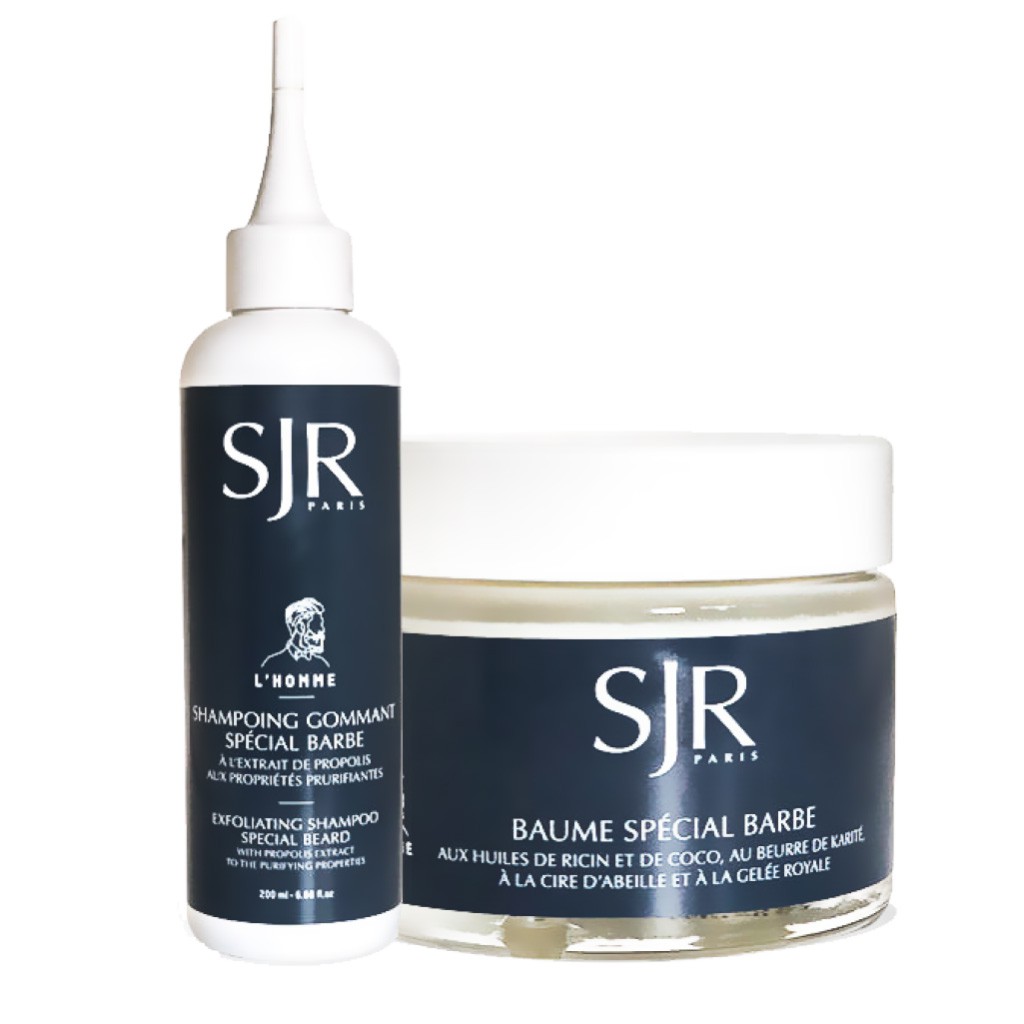 SJR
PARIS
L'HOMME
SHAMPOING GOMMANT
SPÉCIAL BARBE
À L'EXTRAIT DE PROPOLIS
AUX PROPRIÉTÉS PRURIFIANTES
EXFOLIATING SHAMPOO
SPECIAL BEARD
WITH PROPOLIS EXTRACT
TO THE PURIFYING PROPERTIES
200 ml -
SJR
PARIS
BAUME SPÉCIAL BARBE
AUX HUILES DE RICIN ET DE COCO, AU BEURRE DE KARITÉ,
À LA CIRE D'ABEILLE ET À LA GELÉE ROYALE